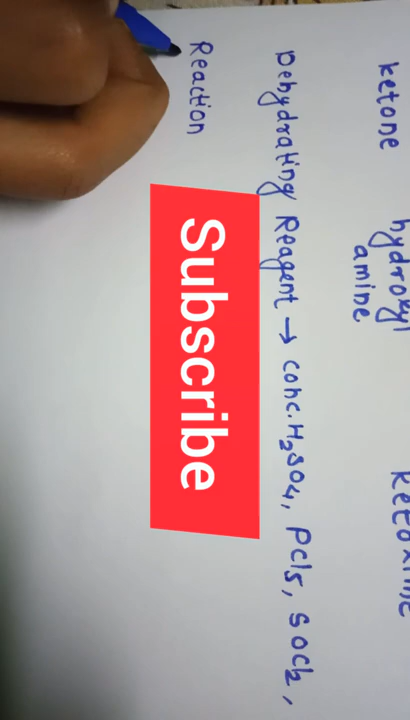 ketone hydroxyl ketoxime
amine
Dehydrating Reagent → conc. H₂SO₄, PCl5, SOCl2,
Reaction
Subscribe